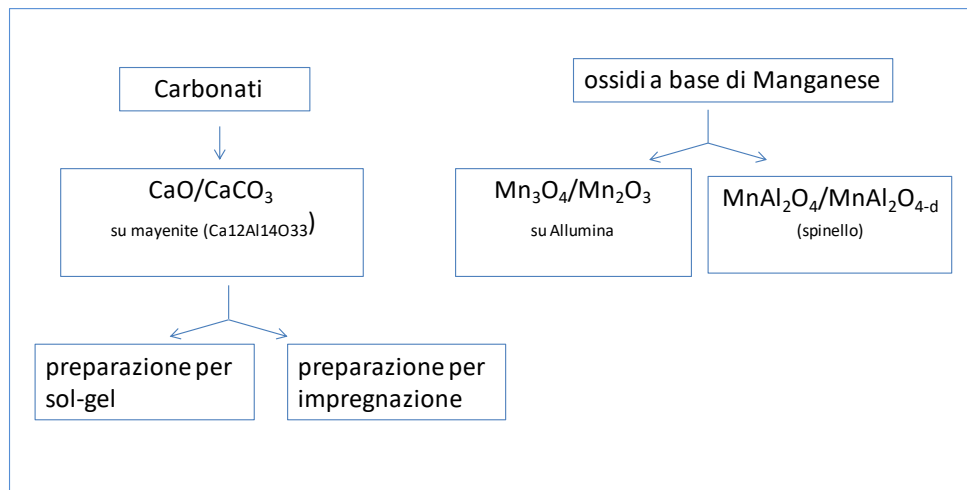 Carbonati
ossidi a base di Manganese
CaO/CaCO₃
su mayenite (Ca12Al14O33)
Mn₃O₄/Mn₂O₃
su Allumina
MnAl₂O₄/MnAl₂O₄₋d
(spinello)
preparazione per
sol-gel
preparazione per
impregnazione